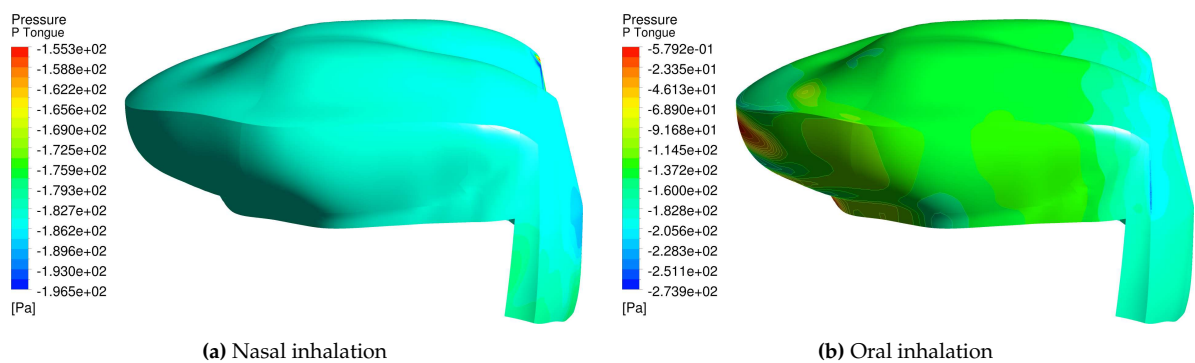 Pressure
P Tongue
-1.553e+02
-1.588e+02
-1.622e+02
-1.656e+02
-1.690e+02
-1.725e+02
-1.759e+02
-1.793e+02
-1.827e+02
-1.862e+02
-1.896e+02
-1.930e+02
-1.965e+02
[Pa]
(a) Nasal inhalation
Pressure
P Tongue
-5.792e-01
-2.335e+01
-4.613e+01
-6.890e+01
-9.168e+01
-1.145e+02
-1.372e+02
-1.600e+02
-1.828e+02
-2.056e+02
-2.283e+02
-2.511e+02
-2.739e+02
[Pa]
(b) Oral inhalation